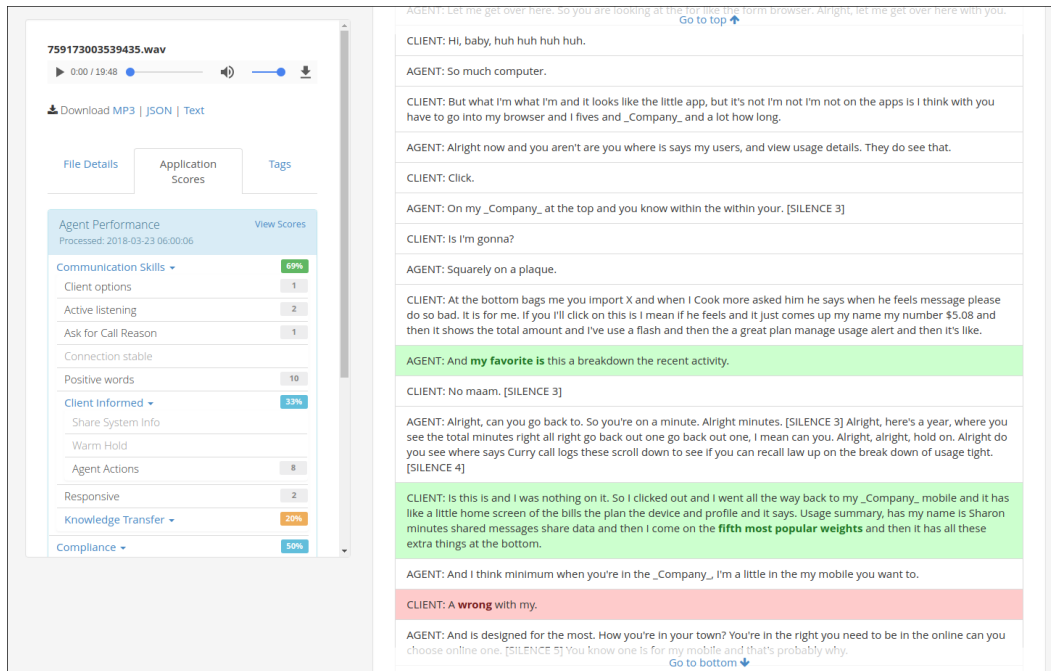 759173003539435.wav
0:00 / 19:48
Download MP3 | JSON | Text
File Details
Application
Scores
Tags
Agent Performance
View Scores
Processed: 2018-03-23 06:00:06
Communication Skills 69%
Client options 1
Active listening 2
Ask for Call Reason 1
Connection stable
Positive words 10
Client Informed 33%
Share System Info
Warm Hold
Agent Actions 8
Responsive 2
Knowledge Transfer 20%
Compliance 50%
AGENT: Let me get over here. So you are looking at the for like the form browser. Alright, let me get over here with you.
Go to top
CLIENT: Hi, baby, huh huh huh huh.
AGENT: So much computer.
CLIENT: But what I'm what I'm and it looks like the little app, but it's not I'm not I'm not on the apps is I think with you
have to go into my browser and I fives and _Company_ and a lot how long.
AGENT: Alright now and you aren't are you where is says my users, and view usage details. They do see that.
CLIENT: Click.
AGENT: On my _Company_ at the top and you know within the within your. [SILENCE 3]
CLIENT: Is I'm gonna?
AGENT: Squarely on a plaque.
CLIENT: At the bottom bags me you import X and when I Cook more asked him he says when he feels message please
do so bad. It is for me. If you I'll click on this is I mean if he feels and it just comes up my name my number $5.08 and
then it shows the total amount and I've use a flash and then the a great plan manage usage alert and then it's like.
AGENT: And my favorite is this a breakdown the recent activity.
CLIENT: No maam. [SILENCE 3]
AGENT: Alright, can you go back to. So you're on a minute. Alright minutes. [SILENCE 3] Alright, here's a year, where you
see the total minutes right all right go back out one go back out one, I mean can you. Alright, alright, hold on. Alright do
you see where says Curry call logs these scroll down to see if you can recall law up on the break down of usage tight.
[SILENCE 4]
CLIENT: Is this is and I was nothing on it. So I clicked out and I went all the way back to my _Company_ mobile and it has
like a little home screen of the bills the plan the device and profile and it says. Usage summary, has my name is Sharon
minutes shared messages share data and then I come on the fifth most popular weights and then it has all these
extra things at the bottom.
AGENT: And I think minimum when you're in the _Company_, I'm a little in the my mobile you want to.
CLIENT: A wrong with my.
AGENT: And is designed for the most. How you're in your town? You're in the right you need to be in the online can you
choose online one. [SILENCE 5] You know one is for my mobile and that's probably why.
Go to bottom